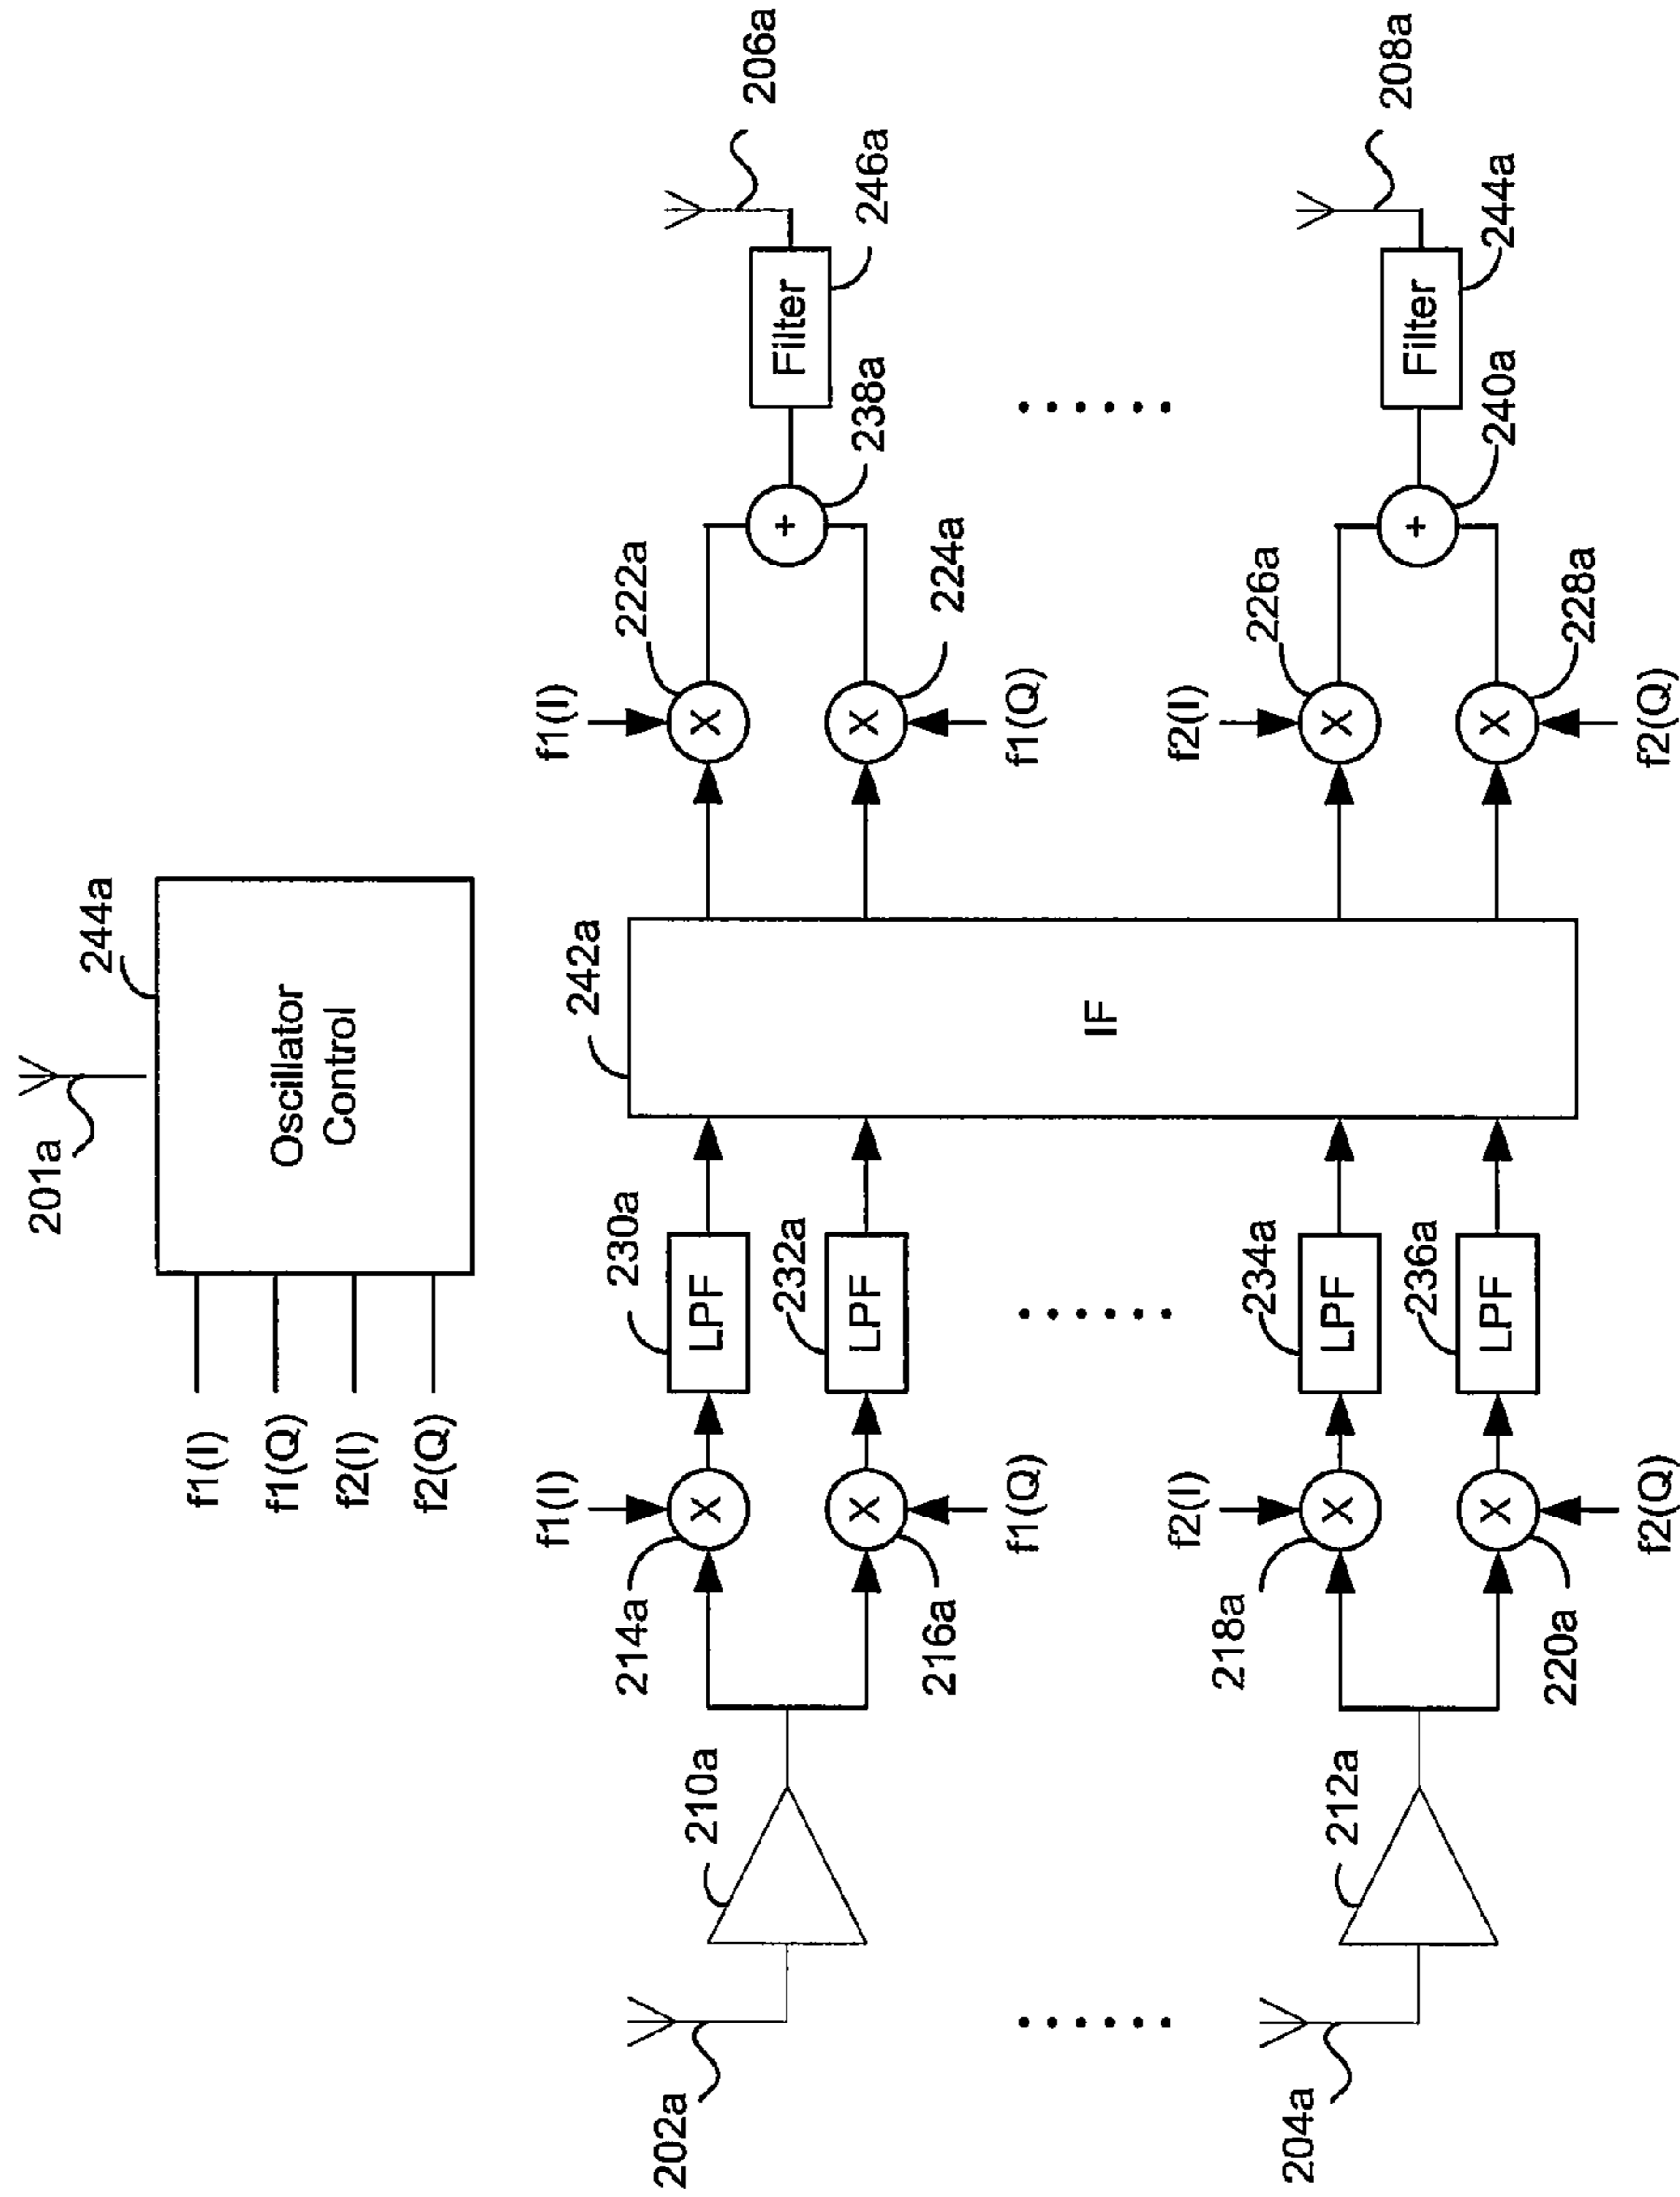 201a
244a
Oscillator
Control
f1(I)
f1(Q)
f2(I)
f2(Q)
202a
210a
214a
f1(I)
230a
LPF
242a
f1(I)
222a
206a
X
X
216a
X
f1(Q)
232a
LPF
IF
X
f1(Q)
224a
+
238a
Filter
246a
......
......
......
204a
212a
218a
f2(I)
X
234a
LPF
f2(I)
X
226a
208a
220a
X
f2(Q)
236a
LPF
X
f2(Q)
228a
+
240a
Filter
244a